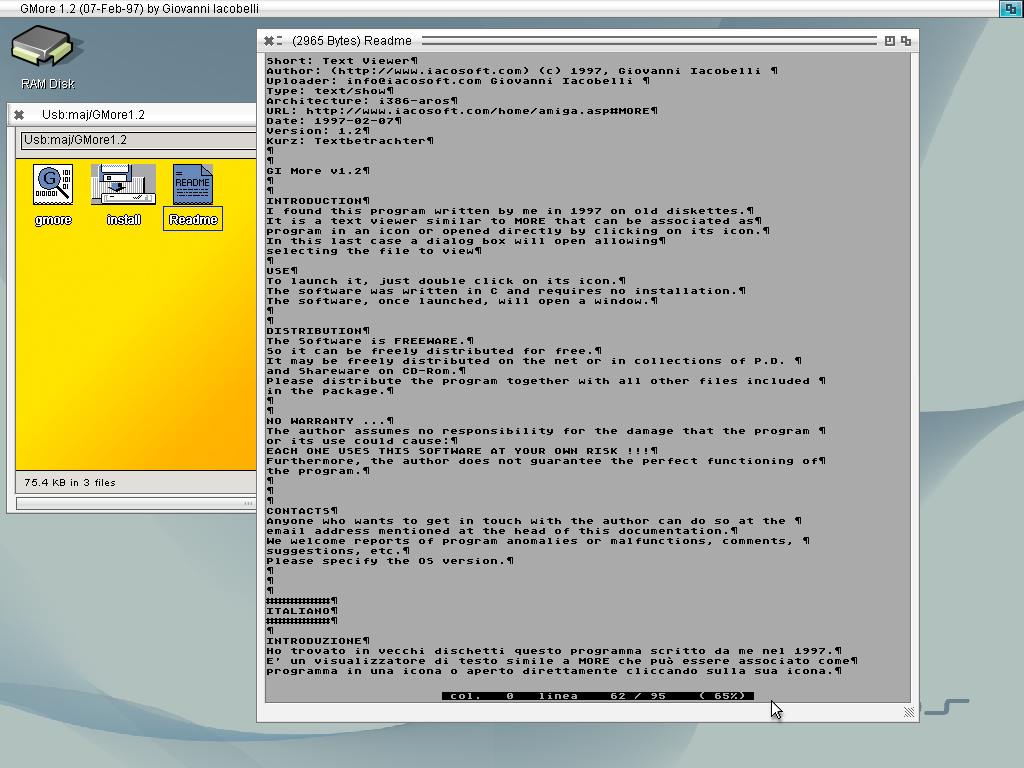 GMore 1.2 (07-Feb-97) by Giovanni Iacobelli
RAM Disk
Usb:maj/GMore1.2
Usb:maj/GMore1.2
gmore
install
README
Readme
75.4 KB in 3 files
(2965 Bytes) Readme
Short: Text Viewer¶
Author: (http://www.iacosoft.com) (c) 1997, Giovanni Iacobelli ¶
Uploader: info@iacosoft.com Giovanni Iacobelli ¶
Type: text/show¶
Architecture: i386-aros¶
URL: http://www.iacosoft.com/home/amiga.asp#MORE¶
Date: 1997-02-07¶
Version: 1.2¶
Kurz: Textbetrachter¶
¶
¶
GI More v1.2¶
¶
¶
INTRODUCTION¶
I found this program written by me in 1997 on old diskettes.¶
It is a text viewer similar to MORE that can be associated as¶
program in an icon or opened directly by clicking on its icon.¶
In this last case a dialog box will open allowing¶
selecting the file to view¶
¶
USE¶
To launch it, just double click on its icon.¶
The software was written in C and requires no installation.¶
The software, once launched, will open a window.¶
¶
¶
DISTRIBUTION¶
The Software is FREEWARE.¶
So it can be freely distributed for free.¶
It may be freely distributed on the net or in collections of P.D. ¶
and Shareware on CD-Rom.¶
Please distribute the program together with all other files included ¶
in the package.¶
¶
¶
NO WARRANTY ...¶
The author assumes no responsibility for the damage that the program ¶
or its use could cause:¶
EACH ONE USES THIS SOFTWARE AT YOUR OWN RISK !!!¶
Furthermore, the author does not guarantee the perfect functioning of¶
the program.¶
¶
¶
¶
CONTACTS¶
Anyone who wants to get in touch with the author can do so at the ¶
email address mentioned at the head of this documentation.¶
We welcome reports of program anomalies or malfunctions, comments, ¶
suggestions, etc.¶
Please specify the OS version.¶
¶
¶
¶
##########¶
ITALIANO¶
##########¶
¶
INTRODUZIONE¶
Ho trovato in vecchi dischetti questo programma scritto da me nel 1997.¶
E' un visualizzatore di testo simile a MORE che può essere associato come¶
programma in una icona o aperto direttamente cliccando sulla sua icona.¶
col. 0 linea 62 / 95 ( 65%)